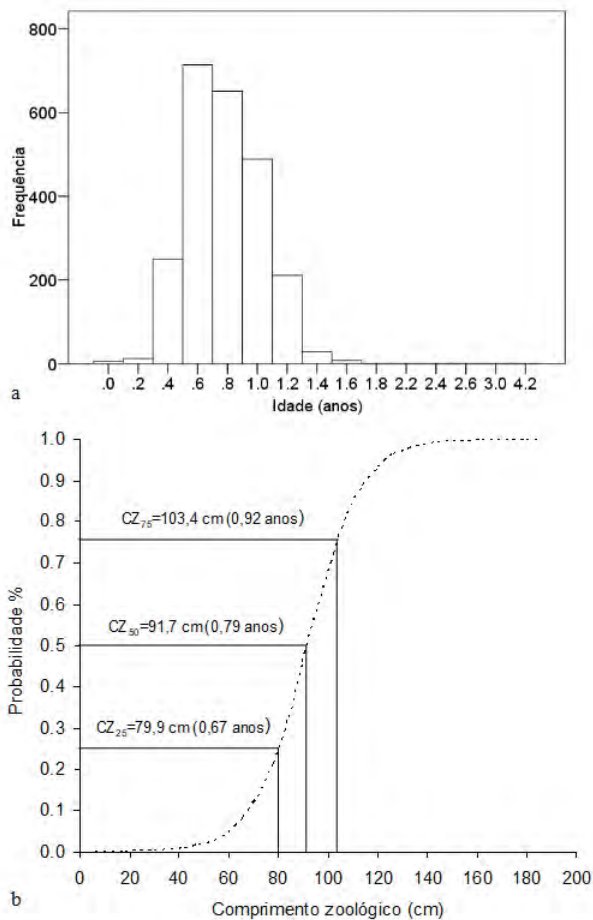 800
600
400
200
0
Frequência
.0 .2 .4 .6 .8 1.0 1.2 1.4 1.6 1.8 2.2 2.4 2.6 3.0 4.2
Idade (anos)
a
1.0
0.9
0.8
0.7
0.6
0.5
0.4
0.3
0.2
0.1
0.0
Probabilidade %
CZ75=103,4 cm (0,92 anos)
CZ50=91,7 cm (0,79 anos)
CZ25=79,9 cm (0,67 anos)
0 20 40 60 80 100 120 140 160 180 200
Comprimento zoológico (cm)
b